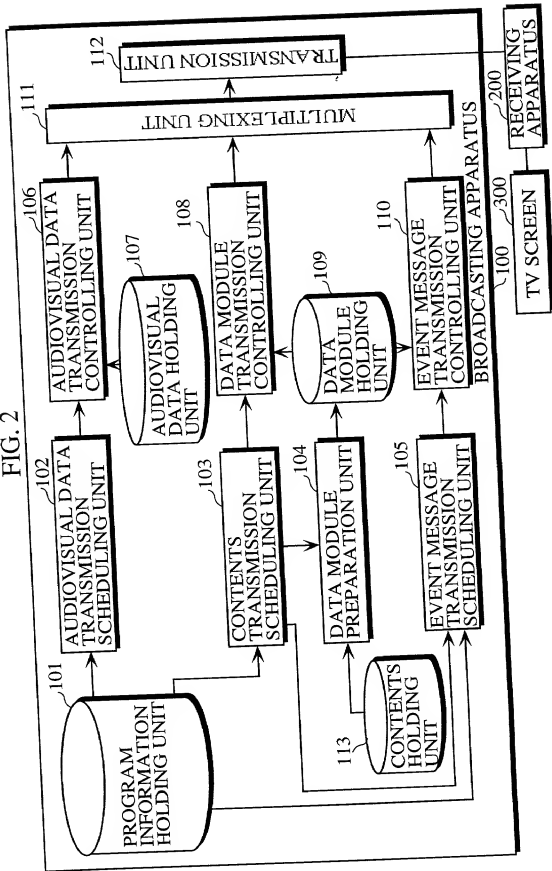 FIG. 2
101
PROGRAM
INFORMATION
HOLDING UNIT
102
AUDIOVISUAL DATA
TRANSMISSION
SCHEDULING UNIT
106
AUDIOVISUAL DATA
TRANSMISSION
CONTROLLING UNIT
107
AUDIOVISUAL
DATA HOLDING
UNIT
103
CONTENTS
TRANSMISSION
SCHEDULING UNIT
108
DATA MODULE
TRANSMISSION
CONTROLLING UNIT
104
DATA MODULE
PREPARATION UNIT
109
DATA
MODULE
HOLDING
UNIT
113
CONTENTS
HOLDING
UNIT
105
EVENT MESSAGE
TRANSMISSION
SCHEDULING UNIT
110
EVENT MESSAGE
TRANSMISSION
CONTROLLING UNIT
111
MULTIPLEXING UNIT
112
TRANSMISSION UNIT
BROADCASTING APPARATUS
100
200
RECEIVING
APPARATUS
300
TV SCREEN